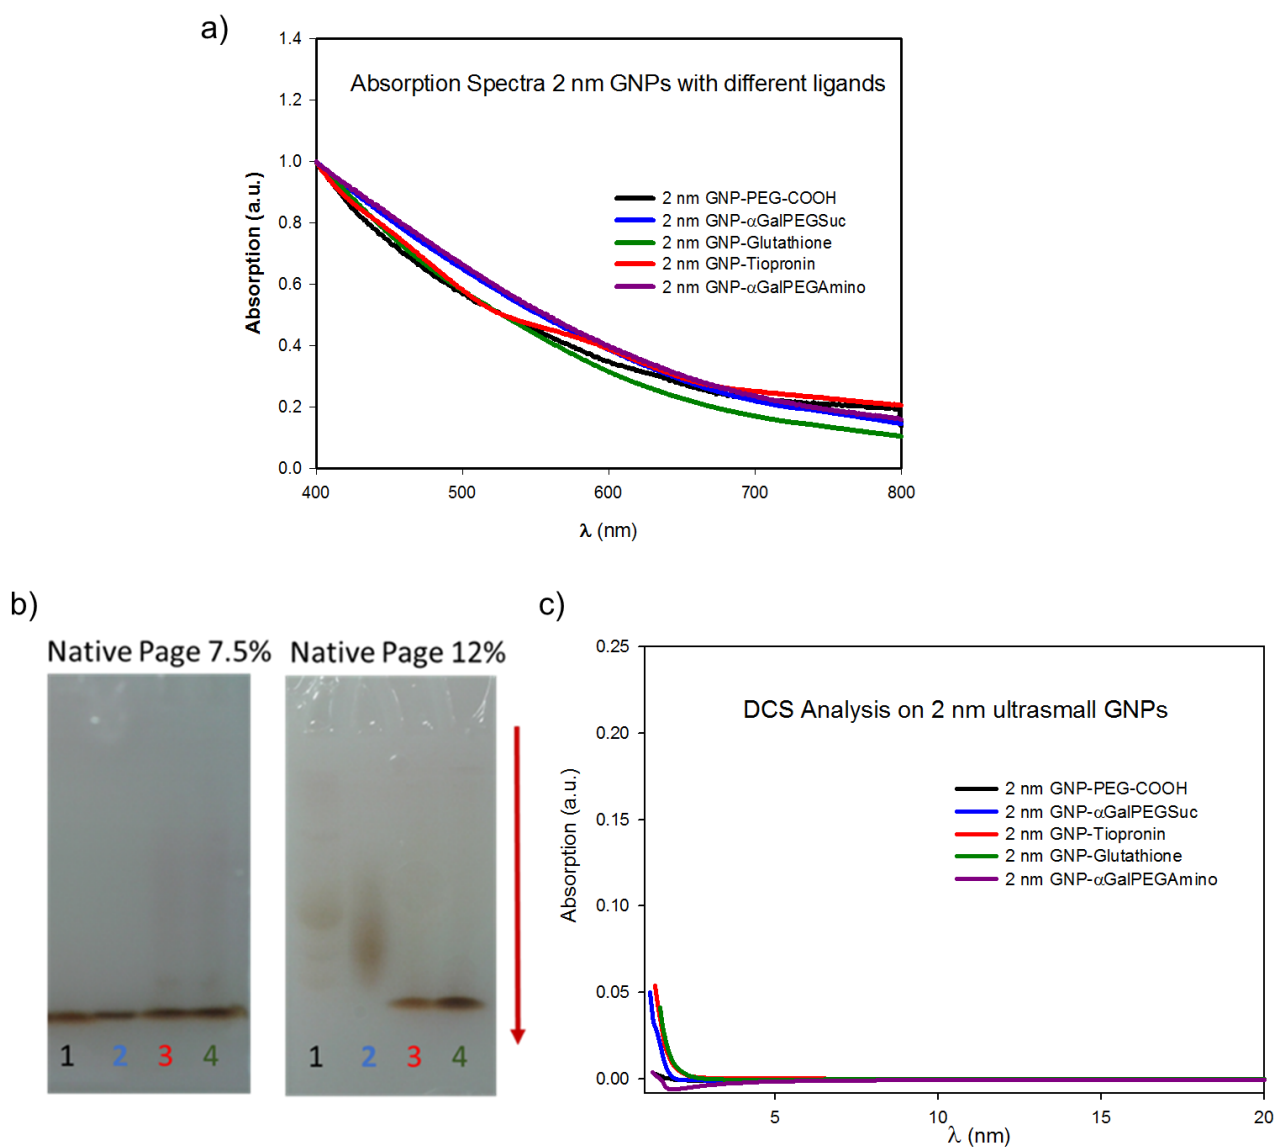 a)
Absorption Spectra 2 nm GNPs with different ligands
Absorption (a.u.)
1.4
1.2
1.0
0.8
0.6
0.4
0.2
0.0
2 nm GNP-PEG-COOH
2 nm GNP-αGalPEGSuc
2 nm GNP-Glutathione
2 nm GNP-Tiopronin
2 nm GNP-αGalPEGAmino
400 500 600 700 800
λ (nm)
b)
Native Page 7.5%
Native Page 12%
1 2 3 4
1 2 3 4
c)
DCS Analysis on 2 nm ultrasmall GNPs
Absorption (a.u.)
0.25
0.20
0.15
0.10
0.05
0.00
2 nm GNP-PEG-COOH
2 nm GNP-αGalPEGSuc
2 nm GNP-Tiopronin
2 nm GNP-Glutathione
2 nm GNP-αGalPEGAmino
5 10 15 20
λ (nm)